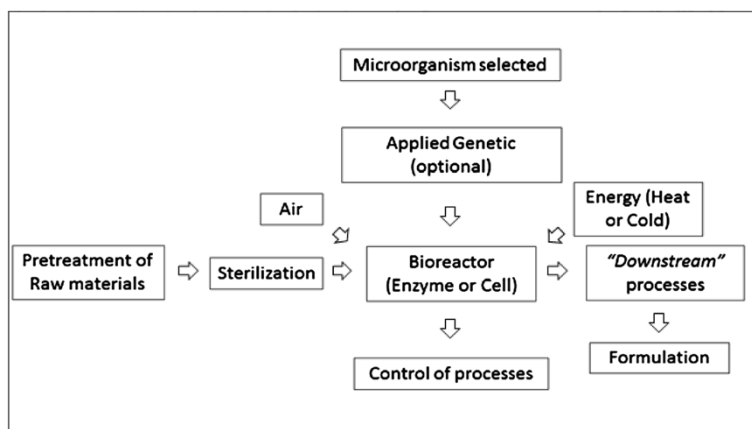 Microorganism selected
Applied Genetic
(optional)
Air
Energy (Heat
or Cold)
Pretreatment of
Raw materials
Sterilization
Bioreactor
(Enzyme or Cell)
“Downstream”
processes
Control of processes
Formulation